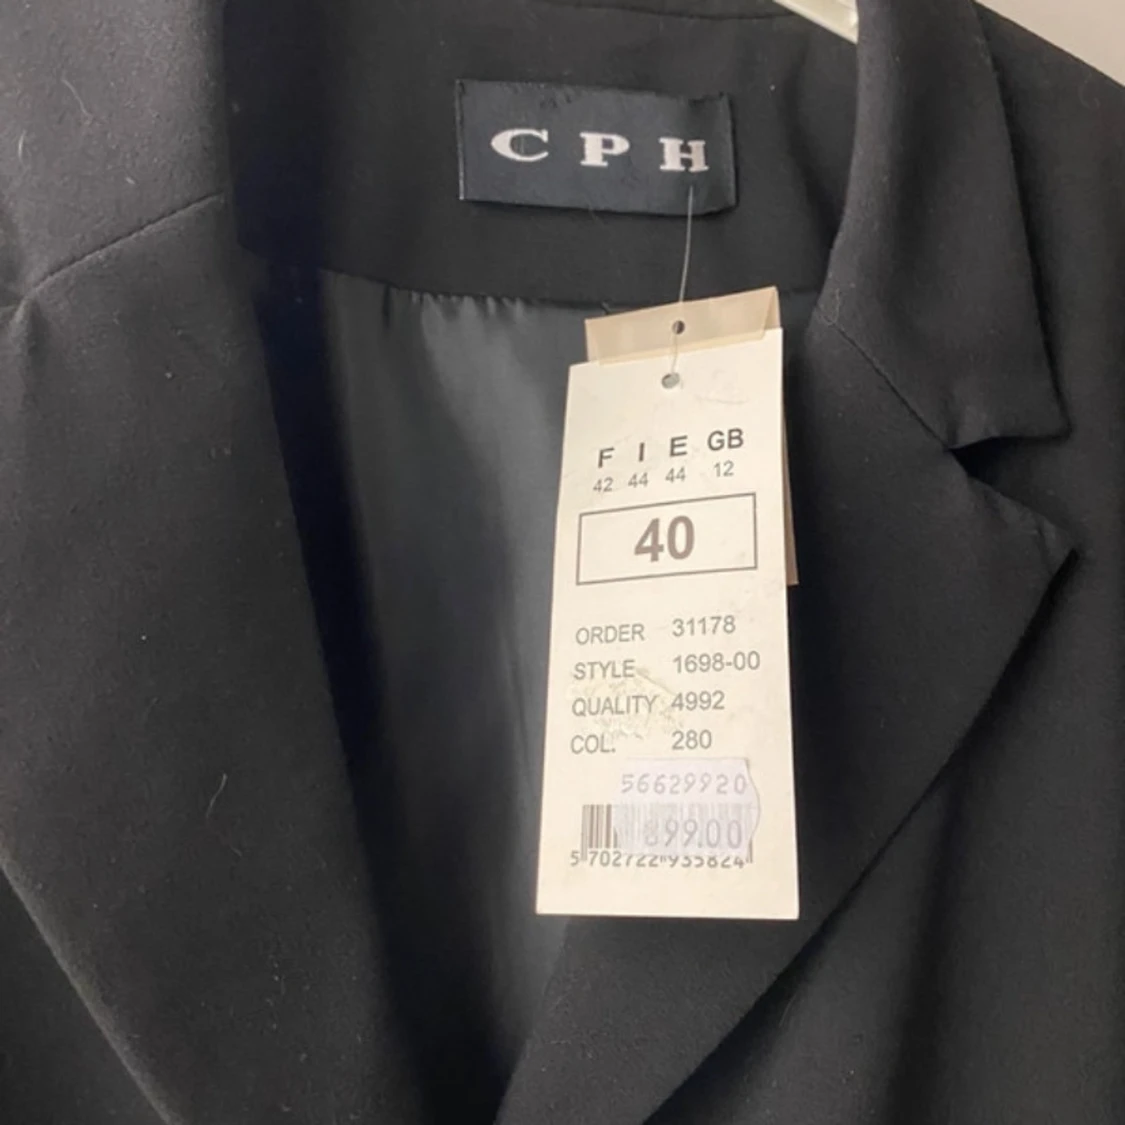 C P H
F I E GB
42 44 44 12
40
ORDER 31178
STYLE 1698-00
QUALITY 4992
COL. 280
56629920
899.00
5 702722 935824